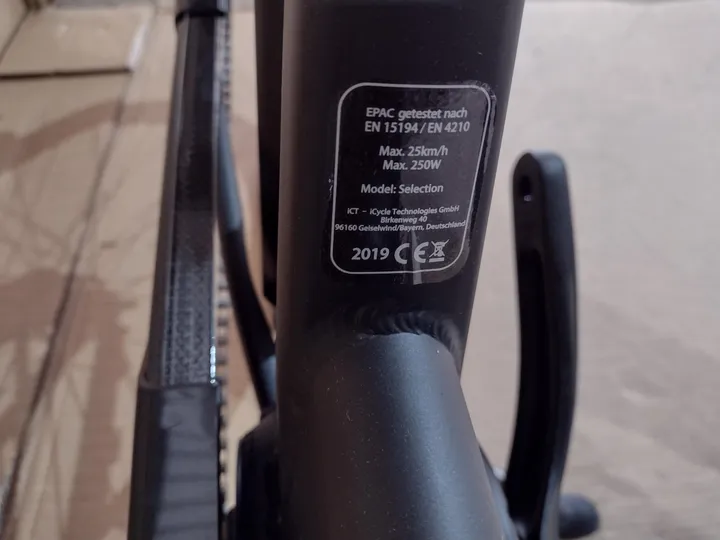 EPAC getestet nach
EN 15194 / EN 4210
Max. 25km/h
Max. 250W
Model: Selection
ICT - iCycle Technologies GmbH
Birkenweg 40
96160 Geiselwind/Bayern, Deutschland
2019 CE